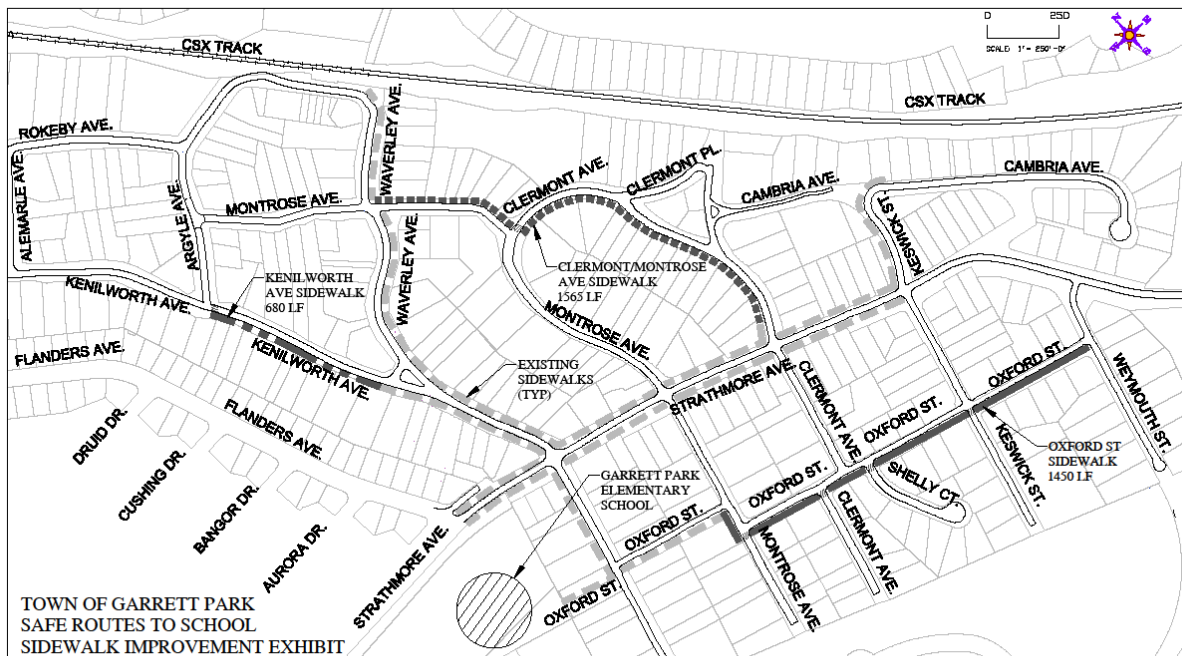 0 250
SCALE: 1" = 250'-0"
CSX TRACK
CSX TRACK
ROKEBY AVE.
WAVERLEY AVE.
CLERMONT AVE.
CLERMONT PL.
CAMBRIA AVE.
CAMBRIA AVE.
ALEMARLE AVE.
ARGYLE AVE.
MONTROSE AVE.
KESWICK ST
KENILWORTH AVE.
KENILWORTH
AVE SIDEWALK
680 LF
WAVERLEY AVE.
CLERMONT/MONTROSE
AVE SIDEWALK
1565 LF
MONTROSE AVE.
FLANDERS AVE.
KENILWORTH AVE.
EXISTING
SIDEWALKS
(TYP)
STRATHMORE AVE.
CLERMONT AVE.
OXFORD ST.
WEYMOUTH ST.
DRUID DR.
FLANDERS AVE.
OXFORD ST.
KESWICK ST.
OXFORD ST
SIDEWALK
1450 LF
CUSHING DR.
BANGOR DR.
AURORA DR.
GARRETT PARK
ELEMENTARY
SCHOOL
OXFORD ST.
SHELLY CT.
STRATHMORE AVE.
OXFORD ST.
MONTROSE AVE.
CLERMONT AVE.
OXFORD ST.
TOWN OF GARRETT PARK
SAFE ROUTES TO SCHOOL
SIDEWALK IMPROVEMENT EXHIBIT